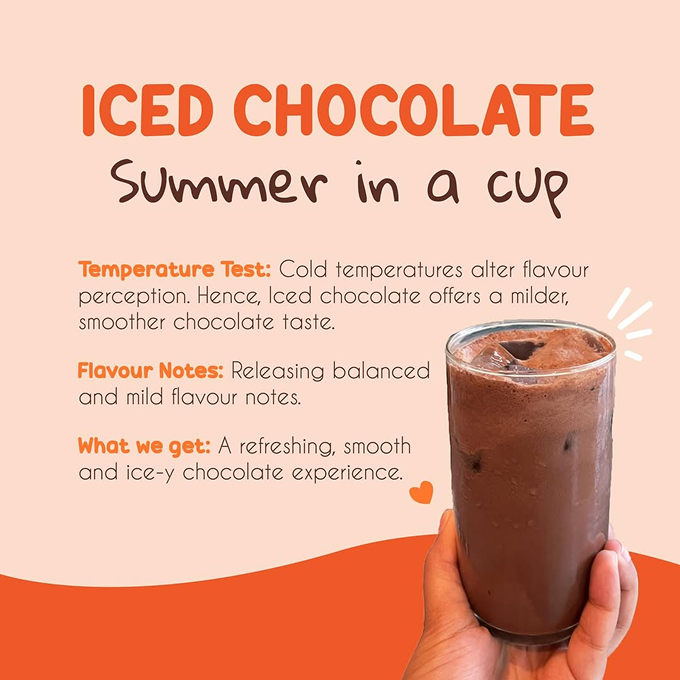 ICED CHOCOLATE
Summer in a cup
Temperature Test: Cold temperatures alter flavour
perception. Hence, Iced chocolate offers a milder,
smoother chocolate taste.
Flavour Notes: Releasing balanced
and mild flavour notes.
What we get: A refreshing, smooth
and ice-y chocolate experience.